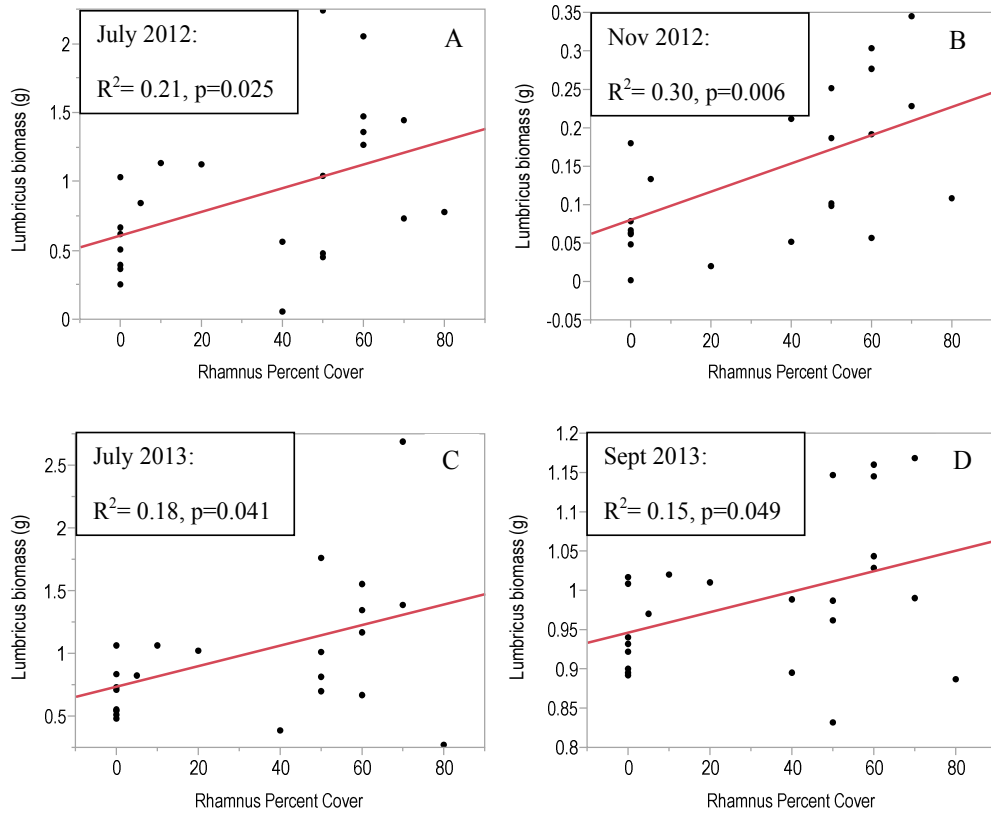 July 2012:
R²= 0.21, p=0.025
A
Lumbricus biomass (g)
2
1.5
1
0.5
0
0 20 40 60 80
Rhamnus Percent Cover
Nov 2012:
R²= 0.30, p=0.006
B
Lumbricus biomass (g)
0.35
0.3
0.25
0.2
0.15
0.1
0.05
0
-0.05
0 20 40 60 80
Rhamnus Percent Cover
July 2013:
R²= 0.18, p=0.041
C
Lumbricus biomass (g)
2.5
2
1.5
1
0.5
0 20 40 60 80
Rhamnus Percent Cover
Sept 2013:
R²= 0.15, p=0.049
D
Lumbricus biomass (g)
1.2
1.15
1.1
1.05
1
0.95
0.9
0.85
0.8
0 20 40 60 80
Rhamnus Percent Cover